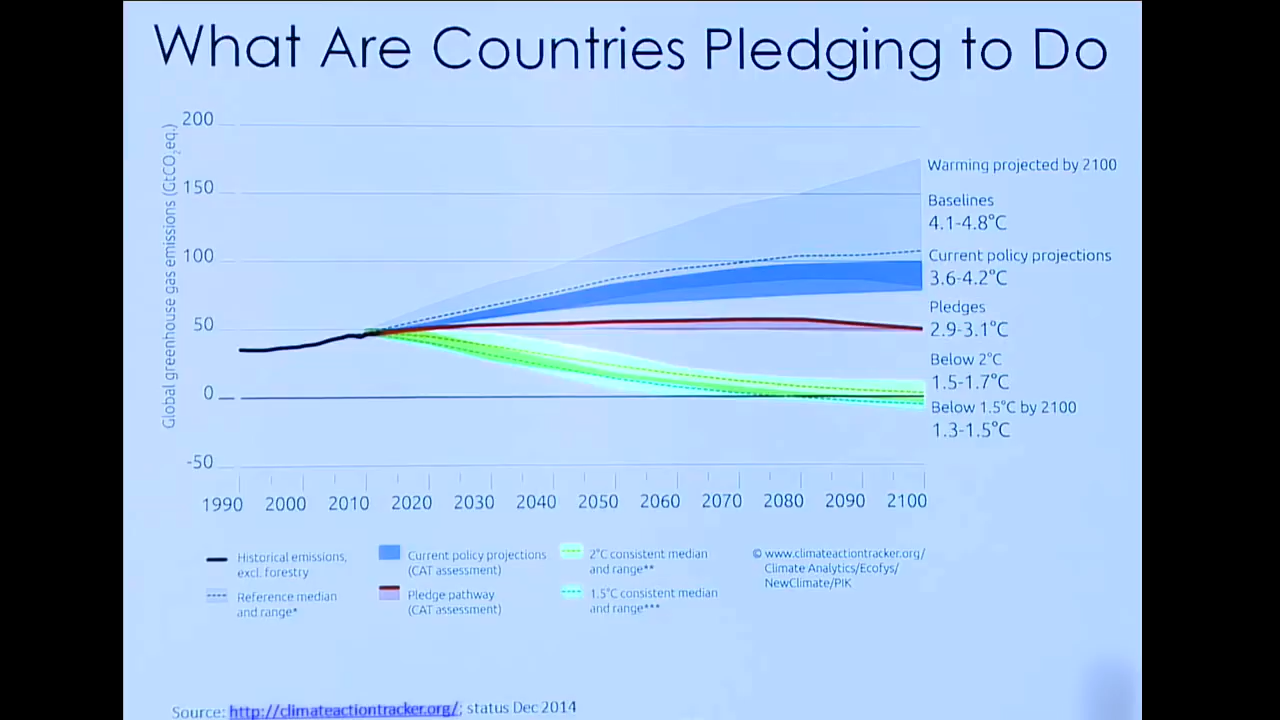 What Are Countries Pledging to Do
Global greenhouse gas emissions (GtCO2eq.)
200
150
100
50
0
-50
1990 2000 2010 2020 2030 2040 2050 2060 2070 2080 2090 2100
Warming projected by 2100
Baselines
4.1-4.8°C
Current policy projections
3.6-4.2°C
Pledges
2.9-3.1°C
Below 2°C
1.5-1.7°C
Below 1.5°C by 2100
1.3-1.5°C
Historical emissions,
excl. forestry
Reference median
and range*
Current policy projections
(CAT assessment)
Pledge pathway
(CAT assessment)
2°C consistent median
and range**
1.5°C consistent median
and range***
© www.climateactiontracker.org/
Climate Analytics/Ecofys/
NewClimate/PIK
Source: http://climateactiontracker.org/; status Dec 2014